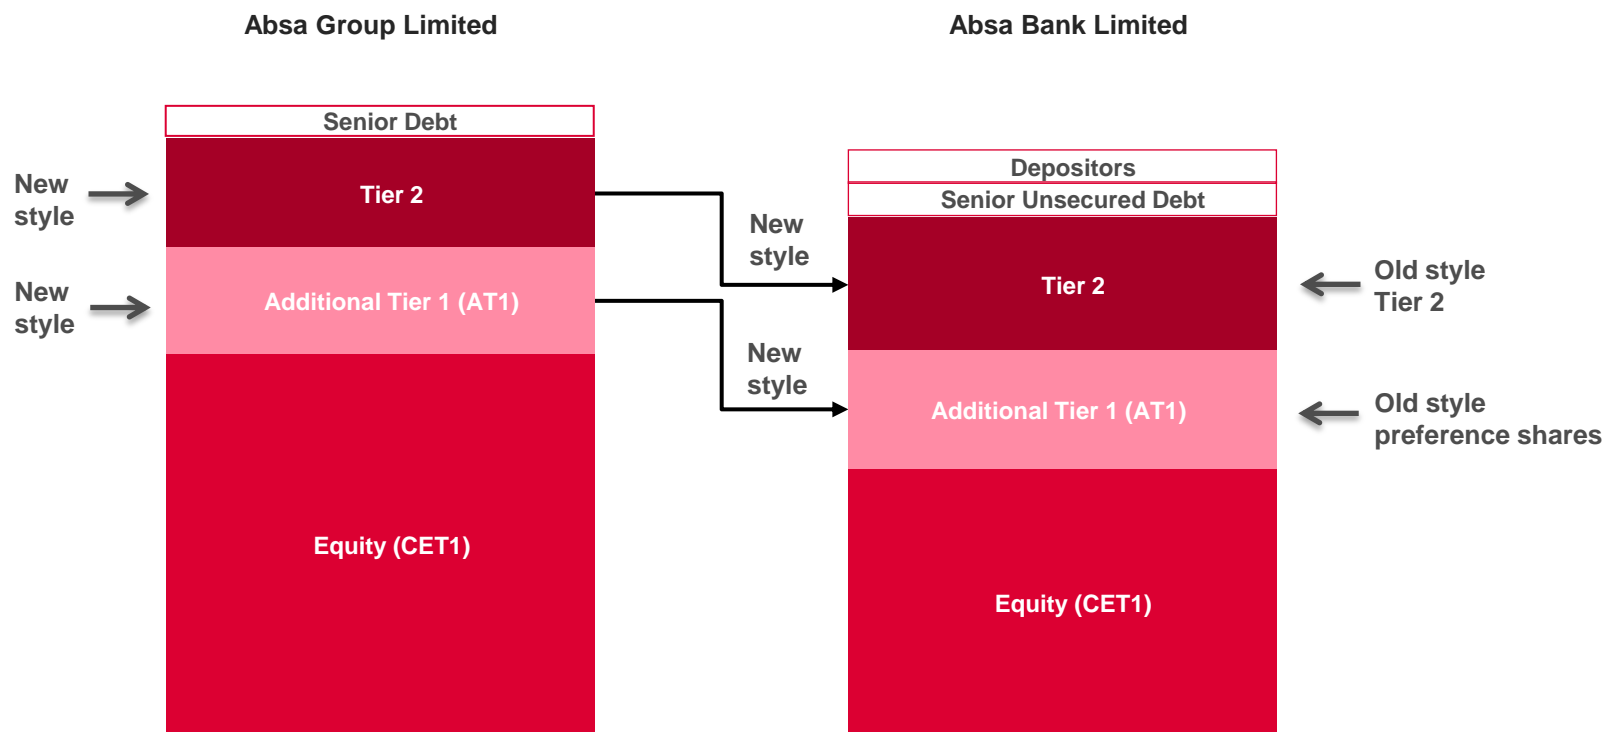 Absa Group Limited
Absa Bank Limited
Senior Debt
New
style
Tier 2
New
style
Additional Tier 1 (AT1)
Equity (CET1)
New
style
New
style
Depositors
Senior Unsecured Debt
Tier 2
Old style
Tier 2
Additional Tier 1 (AT1)
Old style
preference shares
Equity (CET1)